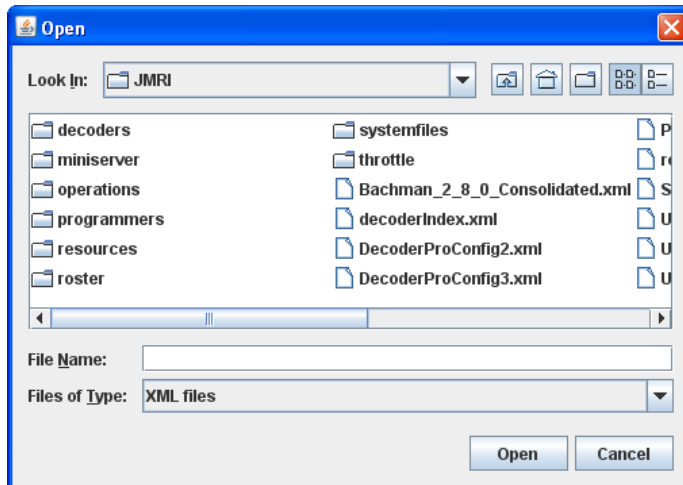 Open
Look In: JMRI
decoders
miniserver
operations
programmers
resources
roster
systemfiles
throttle
Bachman_2_8_0_Consolidated.xml
decoderIndex.xml
DecoderProConfig2.xml
DecoderProConfig3.xml
P
r
S
U
U
U
File Name:
Files of Type: XML files
Open Cancel